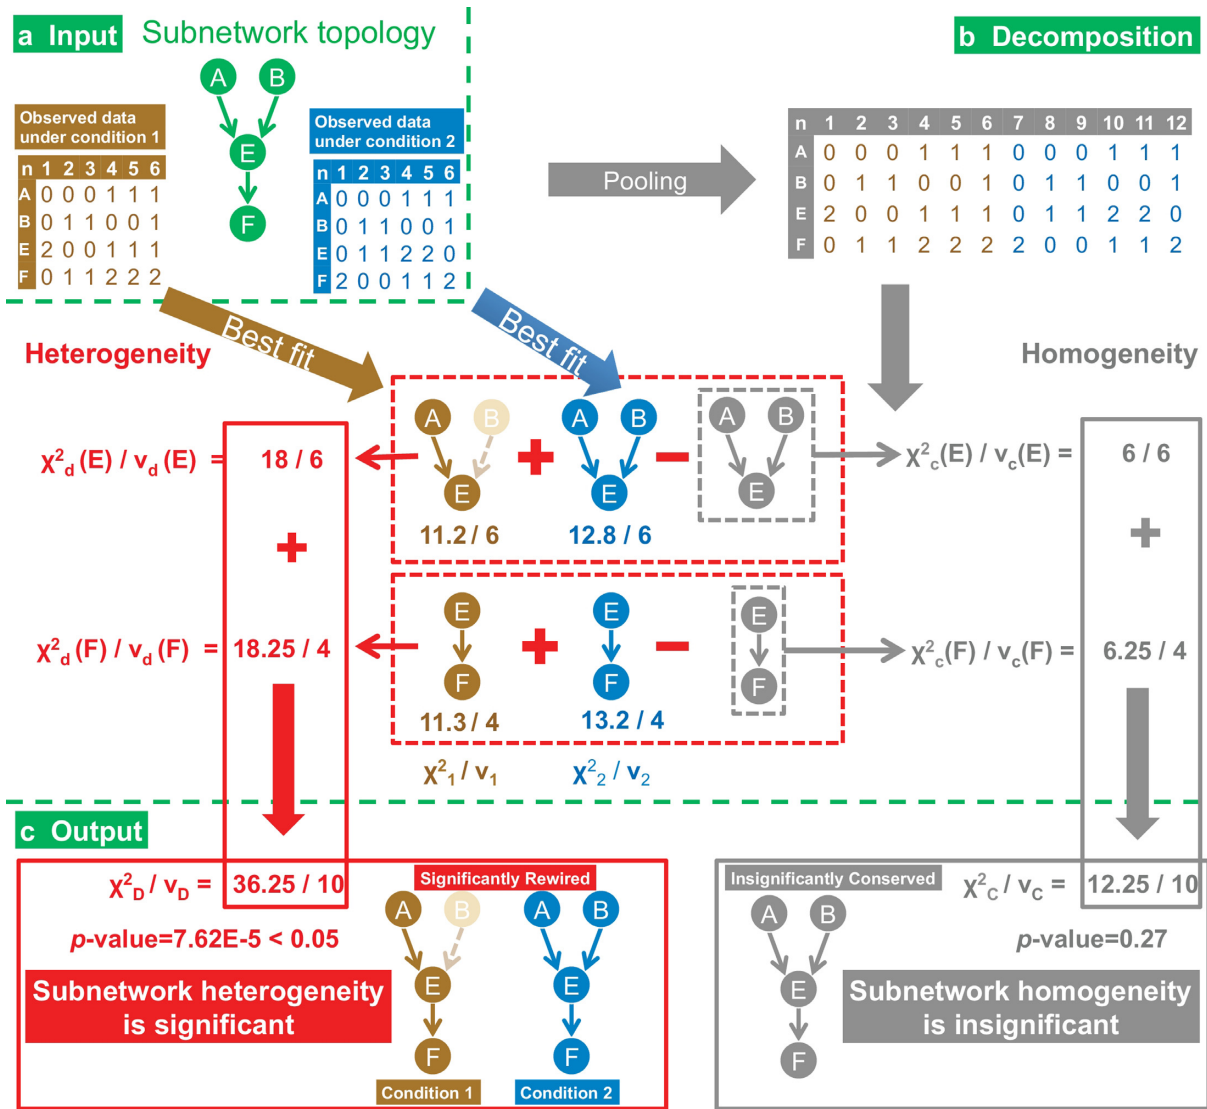 a Input
Subnetwork topology
A B
E
F
Observed data
under condition 1
n 1 2 3 4 5 6
A 0 0 0 1 1 1
B 0 1 1 0 0 1
E 2 0 0 1 1 1
F 0 1 1 2 2 2
Observed data
under condition 2
n 1 2 3 4 5 6
A 0 0 0 1 1 1
B 0 1 1 0 0 1
E 0 1 1 2 2 0
F 2 0 0 1 1 2
Pooling
b Decomposition
n 1 2 3 4 5 6 7 8 9 10 11 12
A 0 0 0 1 1 1 0 0 0 1 1 1
B 0 1 1 0 0 1 0 1 1 0 0 1
E 2 0 0 1 1 1 0 1 1 2 2 0
F 0 1 1 2 2 2 2 0 0 1 1 2
Best fit
Best fit
Heterogeneity
Homogeneity
χ²d (E) / νd (E) = 18 / 6
A B + A B − A B
E E E
11.2 / 6 12.8 / 6
χ²c(E) / νc(E) = 6 / 6
+
+
χ²d (F) / νd (F) = 18.25 / 4
E + E − E
F F F
11.3 / 4 13.2 / 4
χ²c(F) / νc(F) = 6.25 / 4
χ²1 / ν1 χ²2 / ν2
c Output
χ²D / νD = 36.25 / 10
p-value=7.62E-5 < 0.05
Subnetwork heterogeneity
is significant
Significantly Rewired
A B A B
E E
F F
Condition 1 Condition 2
Insignificantly Conserved
A B
E
F
χ²C / νC = 12.25 / 10
p-value=0.27
Subnetwork homogeneity
is insignificant